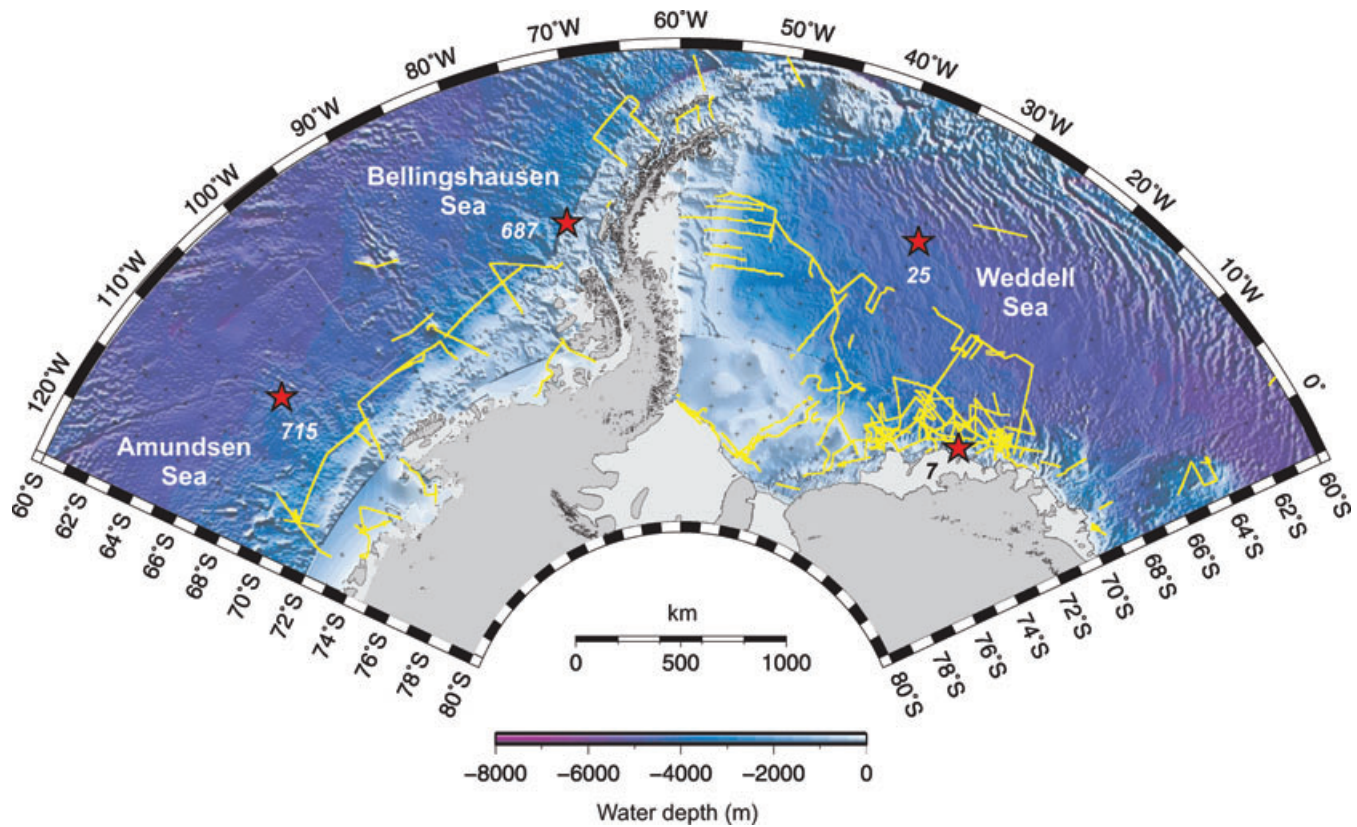 60˚W
70˚W
50˚W
80˚W
40˚W
90˚W
30˚W
100˚W
20˚W
110˚W
10˚W
120˚W
0˚
Bellingshausen
Sea
687
25
Weddell
Sea
715
Amundsen
Sea
7
60˚S
62˚S
64˚S
66˚S
68˚S
70˚S
72˚S
74˚S
76˚S
78˚S
80˚S
60˚S
62˚S
64˚S
66˚S
68˚S
70˚S
72˚S
74˚S
76˚S
78˚S
80˚S
km
0 500 1000
−8000 −6000 −4000 −2000 0
Water depth (m)